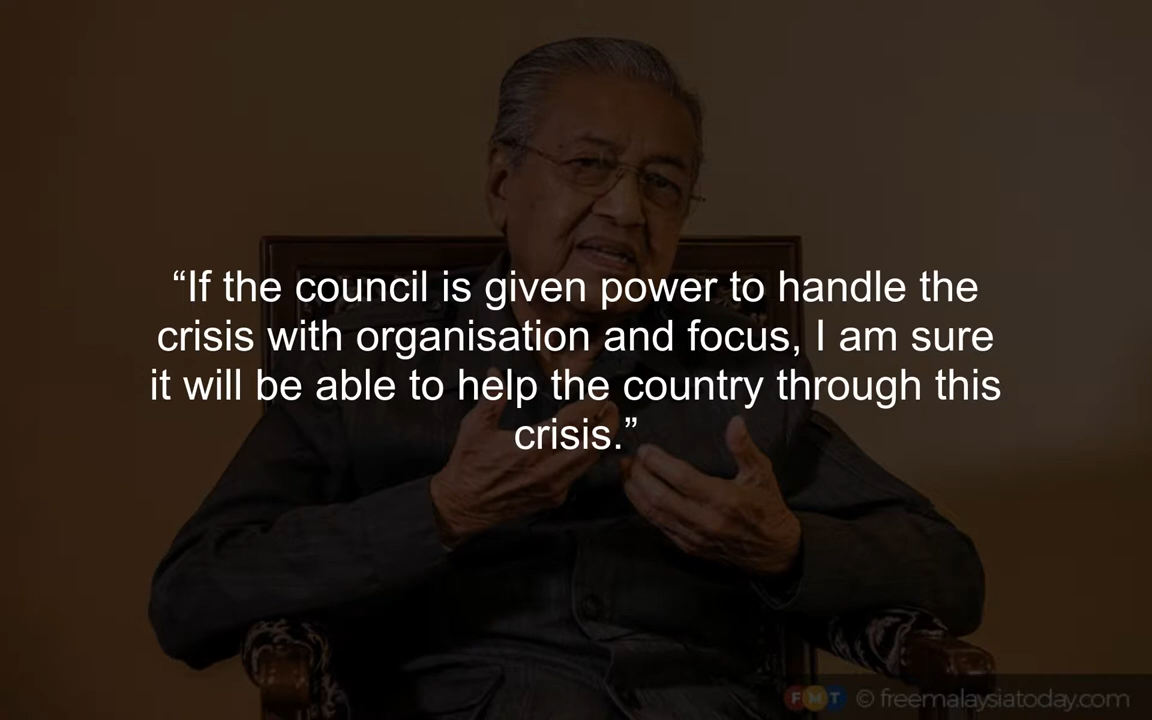 “If the council is given power to handle the
crisis with organisation and focus, I am sure
it will be able to help the country through this
crisis.”
FMT © freemalaysiatoday.com